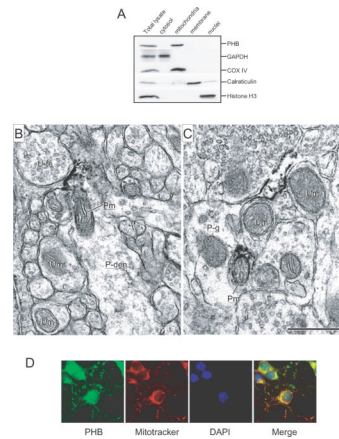 A
Total lysate
cytosol
mitochondria
membrane
nuclei
PHB
GAPDH
COX IV
Calraticulin
Histone H3
B
C
Pm
P-den
P-g
Pm
D
PHB
Mitotracker
DAPI
Merge